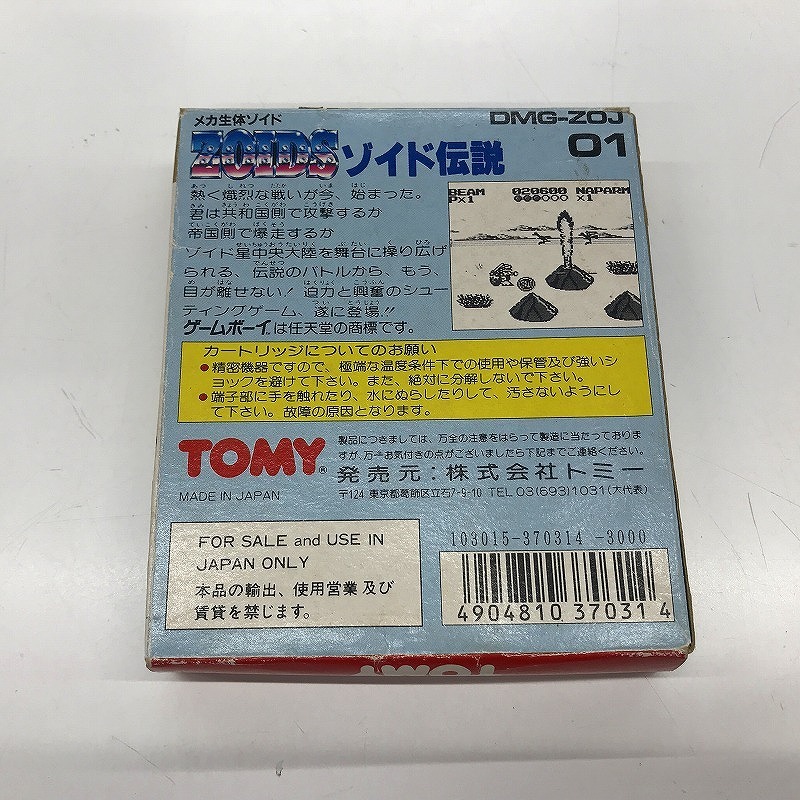 メカ生体ゾイド
DMG-ZOJ
01
ZOIDS ゾイド伝説
熱く熾烈な戦いが今、始まった。
君は共和国側で攻撃するか
帝国側で爆走するか
ゾイド星中央大陸を舞台に操り広げ
られる、伝説のバトルから、もう、
目が離せない! 迫力と興奮のシュー
ティングゲーム、遂に登場!!
ゲームボーイ™は任天堂の商標です。
BEAM 020600 NAPARM
PX1 000000 X1
カートリッジについてのお願い
●精密機器ですので、極端な温度条件下での使用や保管及び強いシ
ョックを避けて下さい。また、絶対に分解しないで下さい。
●端子部に手を触れたり、水にぬらしたりして、汚さないようにし
て下さい。故障の原因となります。
TOMY®
MADE IN JAPAN
製品につきましては、万全の注意をはらって製造に当たっておりま
すが、万一お気付きの点がございましたら下記までご連絡ください。
発売元:株式会社トミー
〒124 東京都葛飾区立石7-9-10 TEL 03(693)1031(大代表)
FOR SALE and USE IN
JAPAN ONLY
本品の輸出、使用営業及び
賃貸を禁じます。
103015-370314 -3000
4904810 370314
TOMY